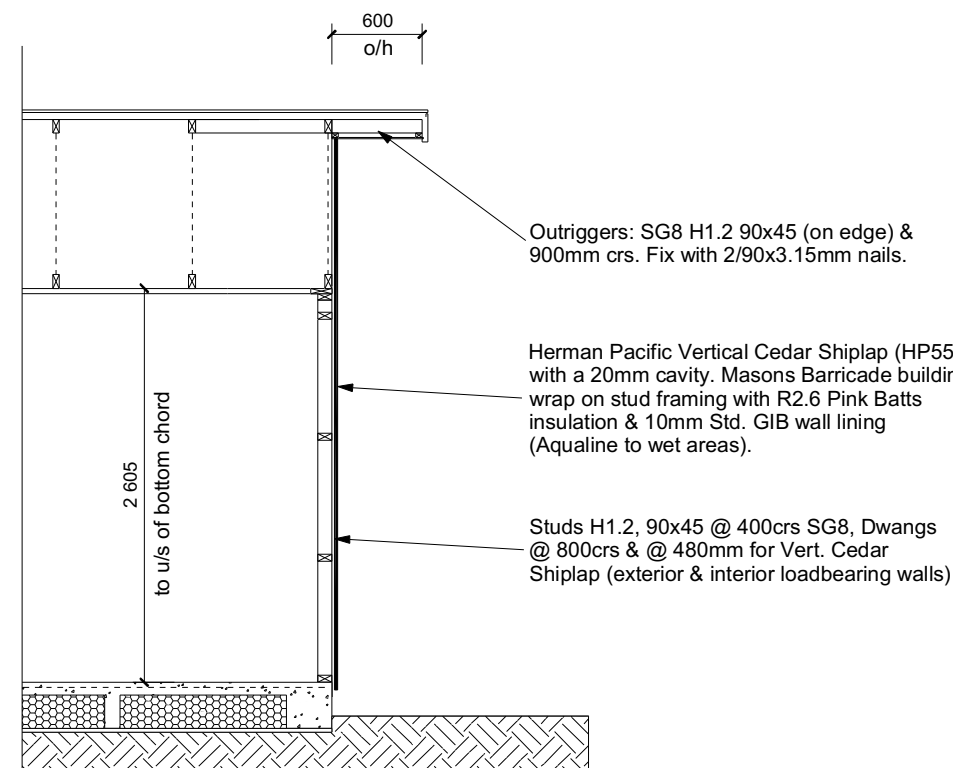 600
o/h
Outriggers: SG8 H1.2 90x45 (on edge) &
900mm crs. Fix with 2/90x3.15mm nails.
Herman Pacific Vertical Cedar Shiplap (HP55
with a 20mm cavity. Masons Barricade buildin
wrap on stud framing with R2.6 Pink Batts
insulation & 10mm Std. GIB wall lining
(Aqualine to wet areas).
2 605
to u/s of bottom chord
Studs H1.2, 90x45 @ 400crs SG8, Dwangs
@ 800crs & @ 480mm for Vert. Cedar
Shiplap (exterior & interior loadbearing walls)